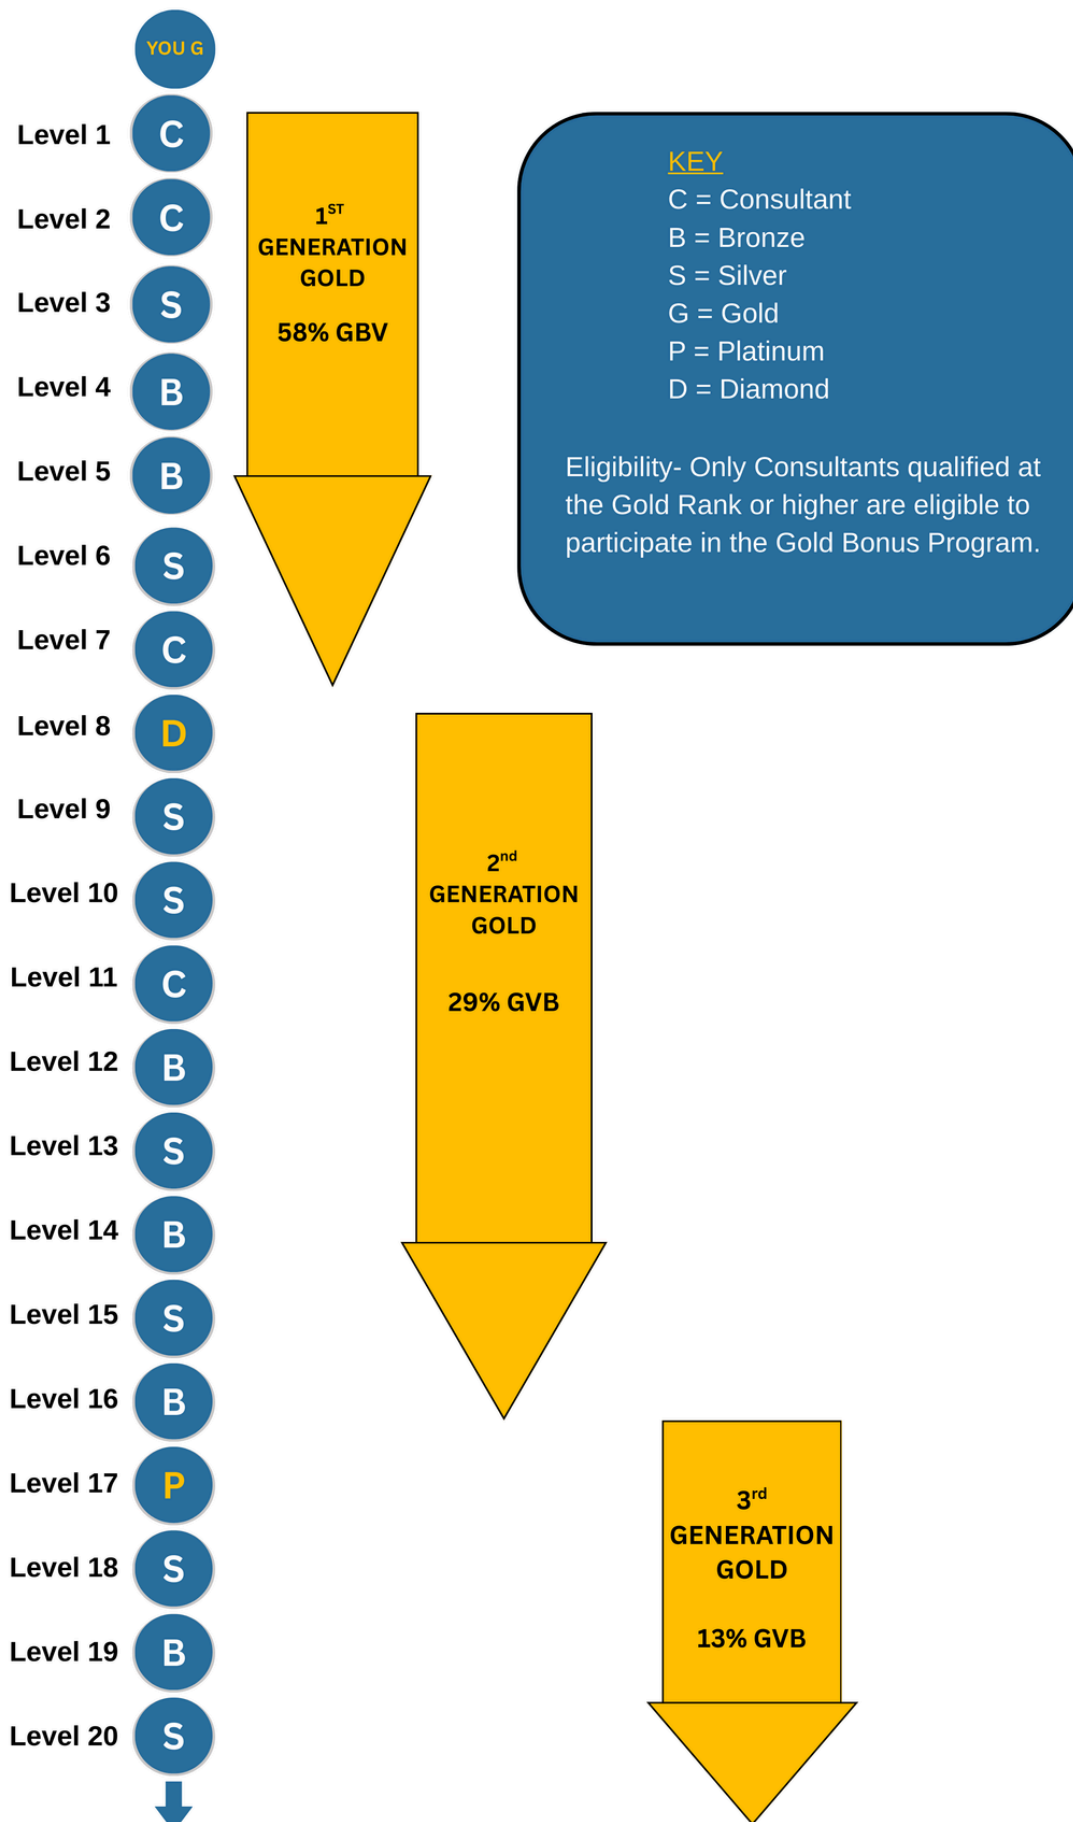 YOU G
Level 1
C
Level 2
C
Level 3
S
Level 4
B
Level 5
B
Level 6
S
Level 7
C
Level 8
D
Level 9
S
Level 10
S
Level 11
C
Level 12
B
Level 13
S
Level 14
B
Level 15
S
Level 16
B
Level 17
P
Level 18
S
Level 19
B
Level 20
S
1ST
GENERATION
GOLD
58% GBV
KEY
C = Consultant
B = Bronze
S = Silver
G = Gold
P = Platinum
D = Diamond
Eligibility- Only Consultants qualified at
the Gold Rank or higher are eligible to
participate in the Gold Bonus Program.
2nd
GENERATION
GOLD
29% GVB
3rd
GENERATION
GOLD
13% GVB